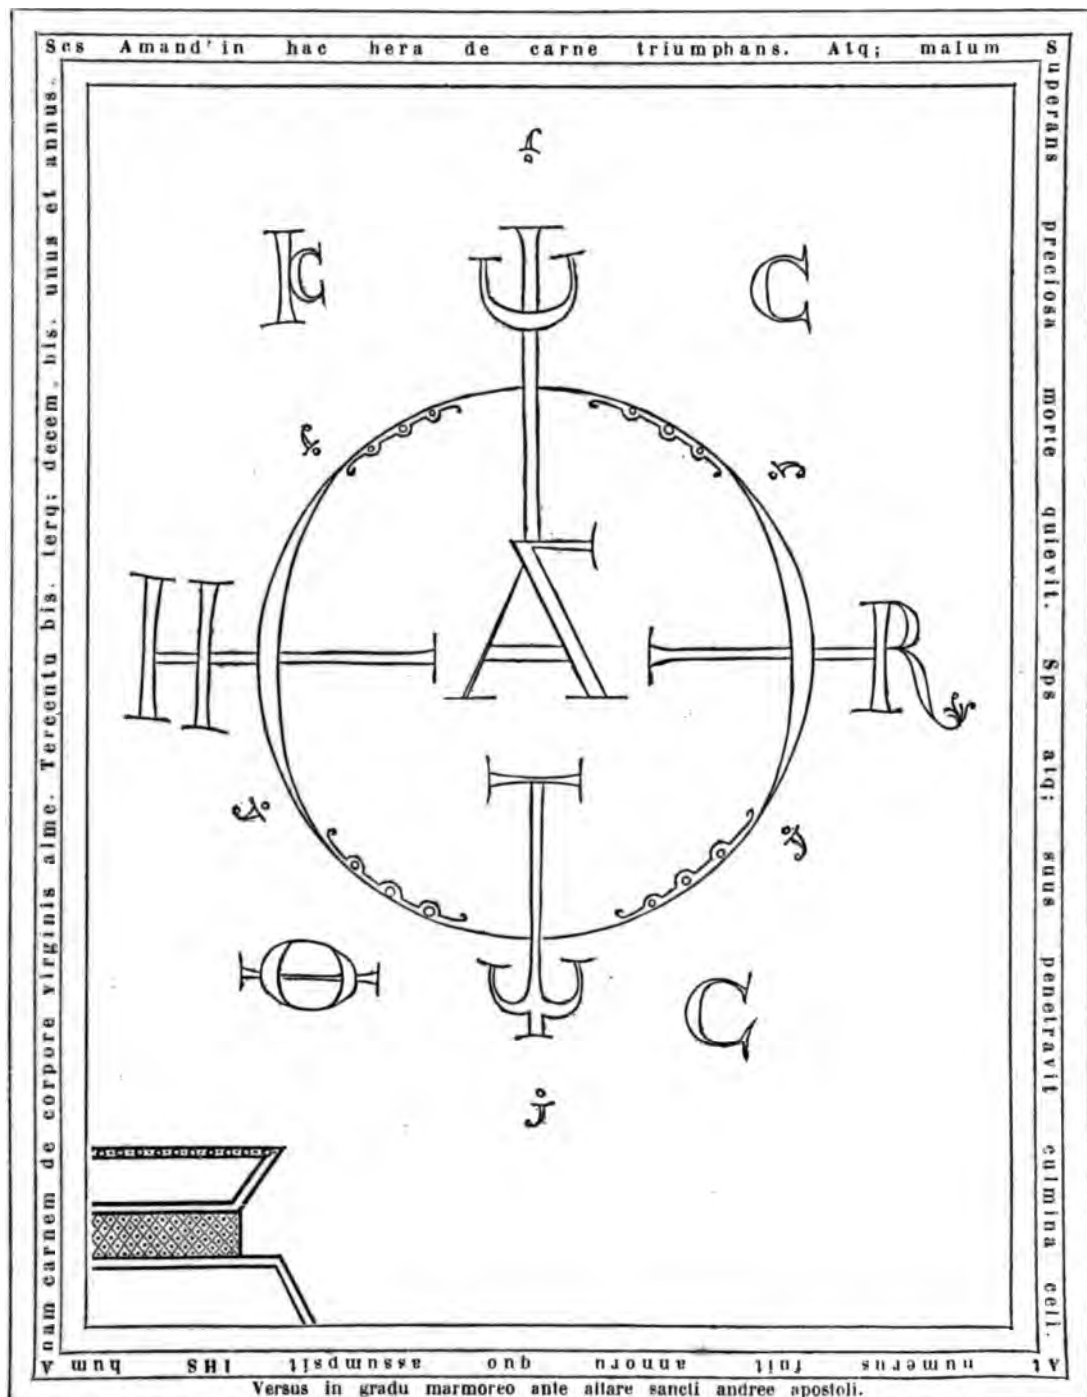 Scs Amand' in hac hera de carne triumphans. Atq; malum S
uperans preciosa morte quievit. Sps atq; suus penetravit culmina celi.
At numerus fuit annoru quo assumpsit IHS hum A
nam carnem de corpore virginis alme. Tercentu bis. terq; decem, bis. unus et annus.
j
C
j j
A
H R
j j
Φ C
j
Versus in gradu marmoreo ante altare sancti andree apostoli.